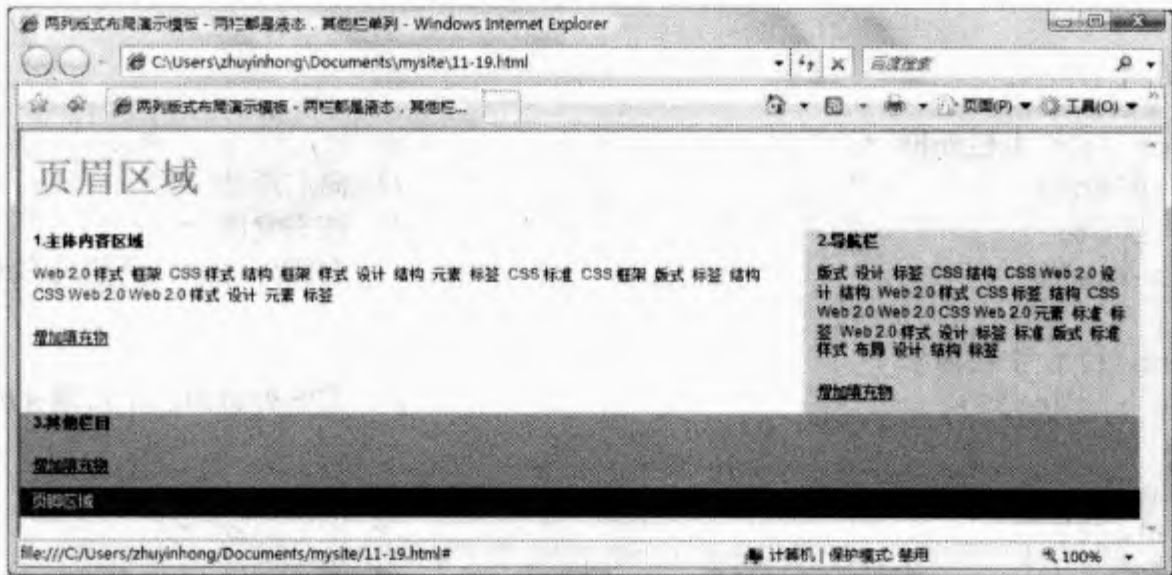 两列版式布局演示模板 - 两栏都是液态，其他栏单列 - Windows Internet Explorer
C:\Users\zhuyinhong\Documents\mysite\11-19.html
百度搜索
两列版式布局演示模板 - 两栏都是液态，其他栏...
页面(P)
工具(O)
页眉区域
1.主体内容区域
Web 2.0 样式 框架 CSS 样式 结构 框架 样式 设计 结构 元素 标签 CSS 标准 CSS 框架 版式 标签 结构
CSS Web 2.0 Web 2.0 样式 设计 元素 标签
增加填充物
2.导航栏
版式 设计 标签 CSS 结构 CSS Web 2.0 设
计 结构 Web 2.0 样式 CSS 标签 结构 CSS
Web 2.0 Web 2.0 CSS Web 2.0 元素 标准 标
签 Web 2.0 样式 设计 标签 标准 版式 标准
样式 布局 设计 结构 标签
增加填充物
3.其他栏目
增加填充物
页脚区域
file:///C:/Users/zhuyinhong/Documents/mysite/11-19.html#
计算机 | 保护模式: 禁用
100%